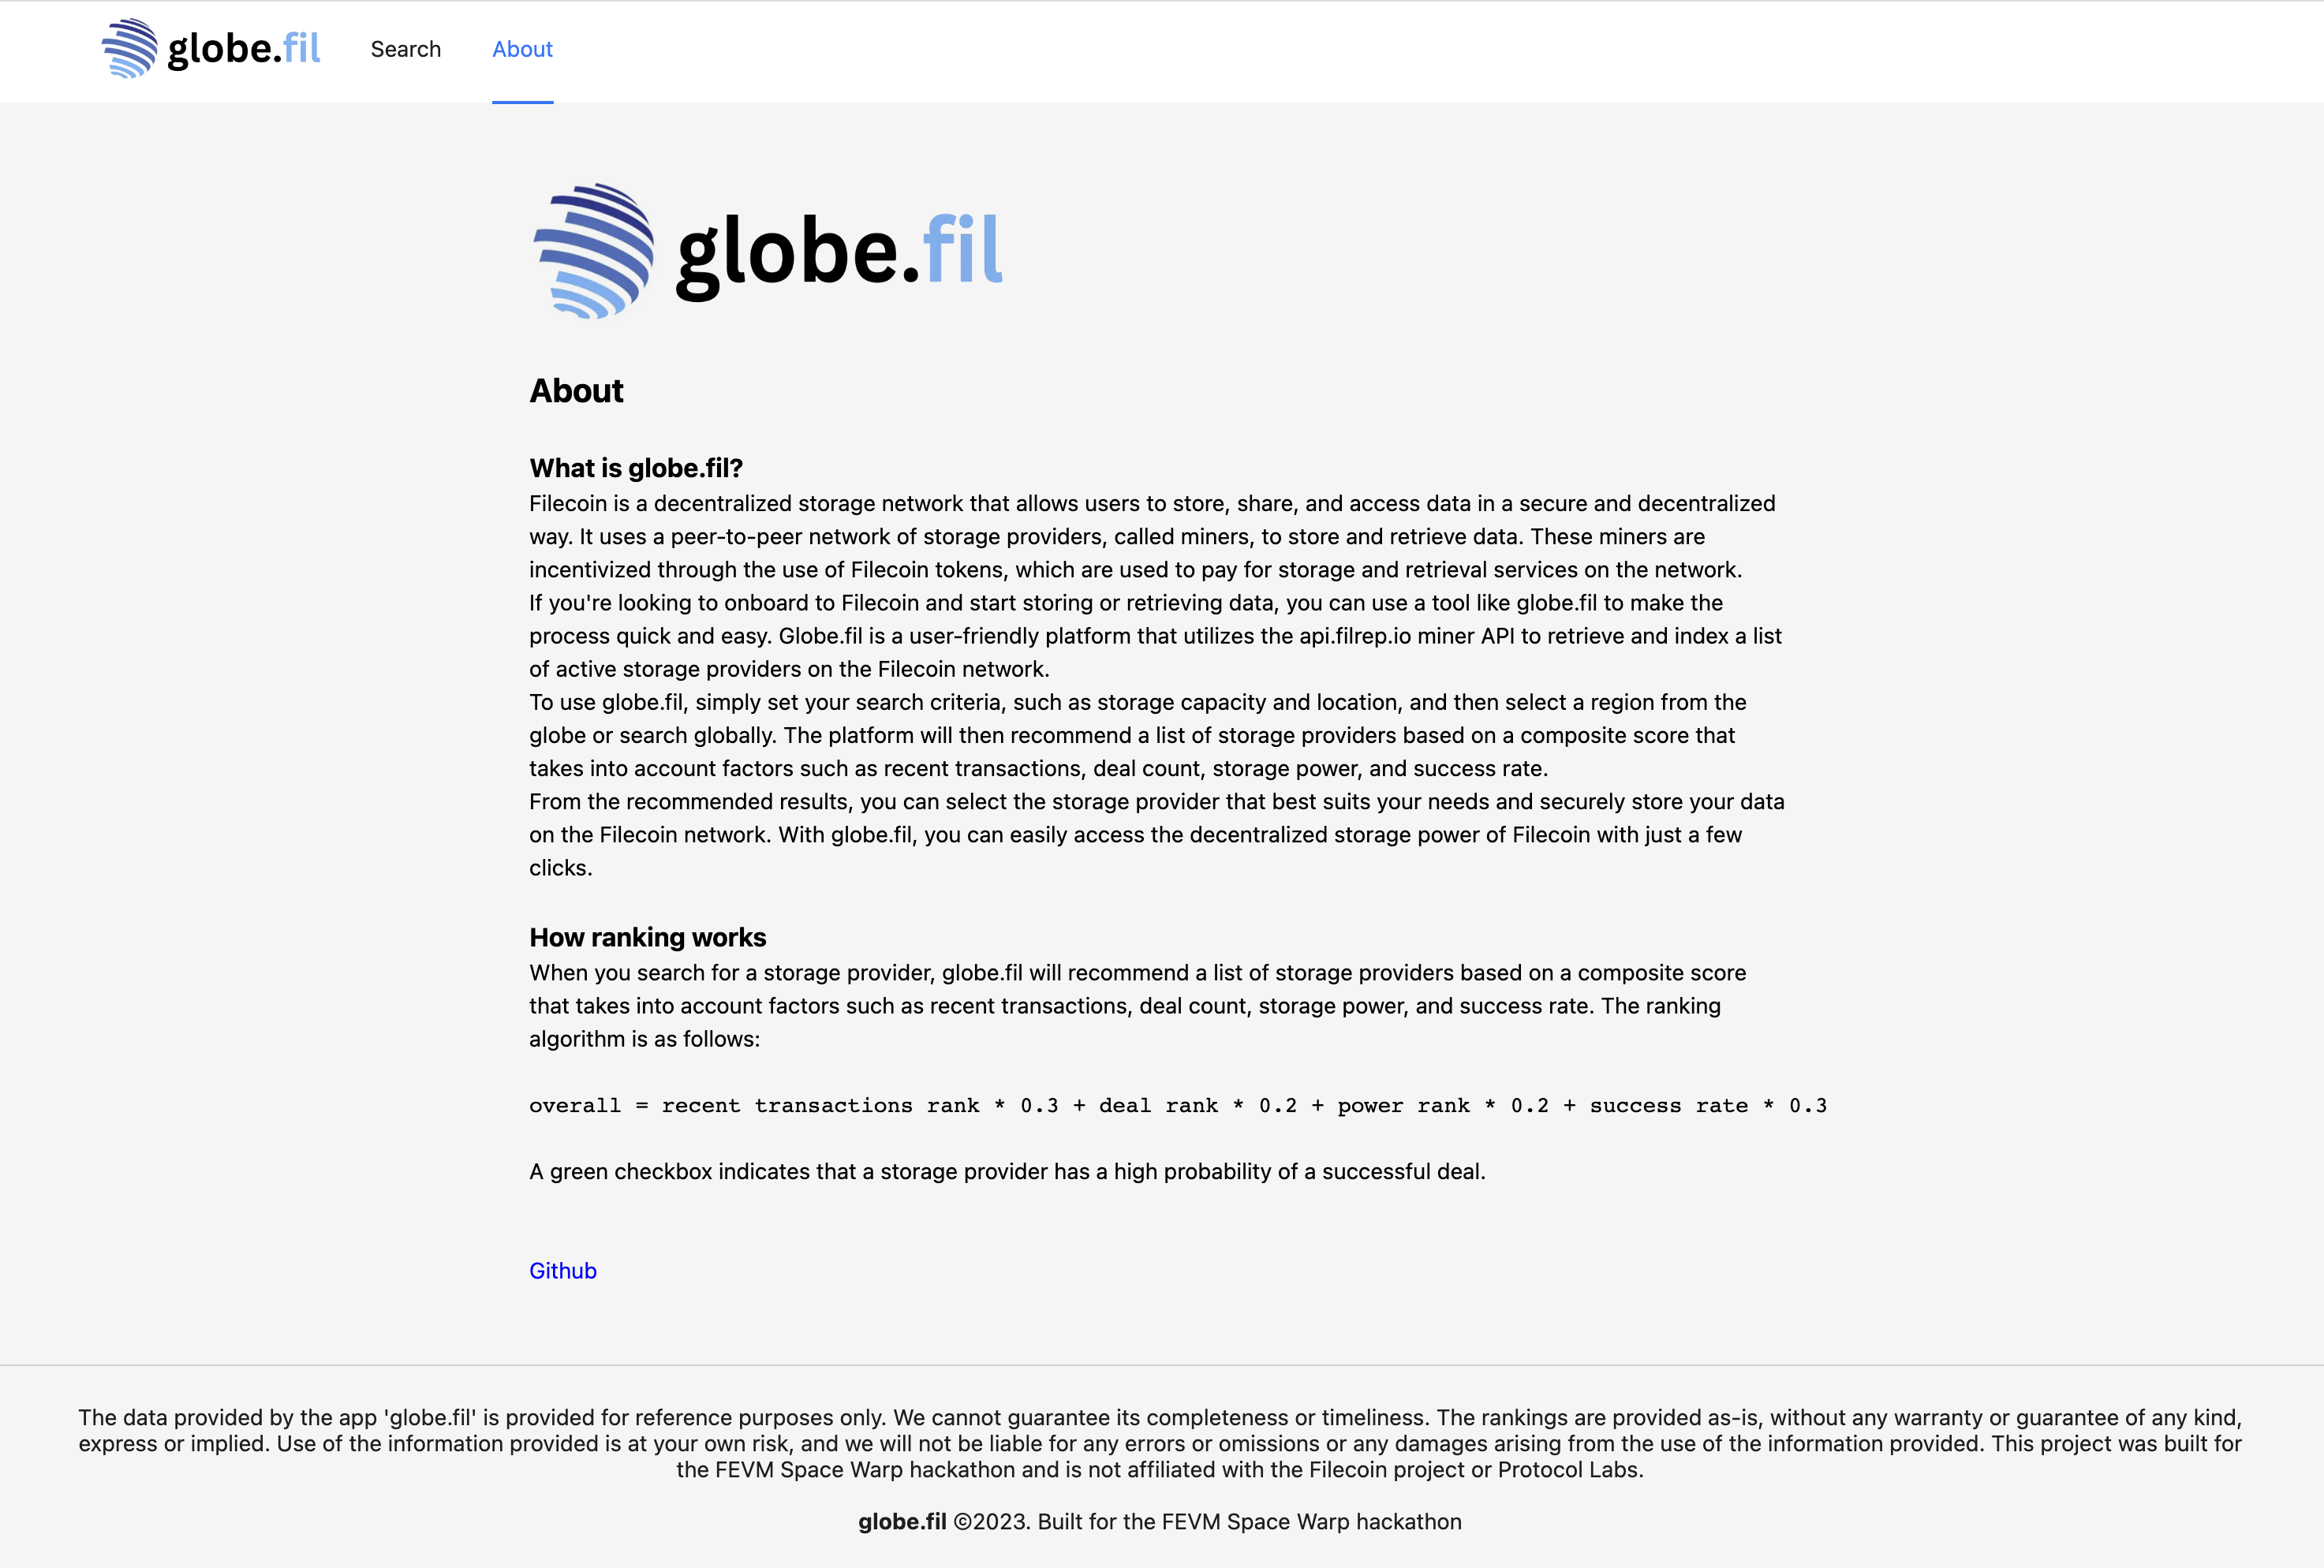 globe.fil Search About
globe.fil
About
What is globe.fil?
Filecoin is a decentralized storage network that allows users to store, share, and access data in a secure and decentralized
way. It uses a peer-to-peer network of storage providers, called miners, to store and retrieve data. These miners are
incentivized through the use of Filecoin tokens, which are used to pay for storage and retrieval services on the network.
If you're looking to onboard to Filecoin and start storing or retrieving data, you can use a tool like globe.fil to make the
process quick and easy. Globe.fil is a user-friendly platform that utilizes the api.filrep.io miner API to retrieve and index a list
of active storage providers on the Filecoin network.
To use globe.fil, simply set your search criteria, such as storage capacity and location, and then select a region from the
globe or search globally. The platform will then recommend a list of storage providers based on a composite score that
takes into account factors such as recent transactions, deal count, storage power, and success rate.
From the recommended results, you can select the storage provider that best suits your needs and securely store your data
on the Filecoin network. With globe.fil, you can easily access the decentralized storage power of Filecoin with just a few
clicks.
How ranking works
When you search for a storage provider, globe.fil will recommend a list of storage providers based on a composite score
that takes into account factors such as recent transactions, deal count, storage power, and success rate. The ranking
algorithm is as follows:
overall = recent transactions rank * 0.3 + deal rank * 0.2 + power rank * 0.2 + success rate * 0.3
A green checkbox indicates that a storage provider has a high probability of a successful deal.
Github
The data provided by the app 'globe.fil' is provided for reference purposes only. We cannot guarantee its completeness or timeliness. The rankings are provided as-is, without any warranty or guarantee of any kind,
express or implied. Use of the information provided is at your own risk, and we will not be liable for any errors or omissions or any damages arising from the use of the information provided. This project was built for
the FEVM Space Warp hackathon and is not affiliated with the Filecoin project or Protocol Labs.
globe.fil ©2023. Built for the FEVM Space Warp hackathon